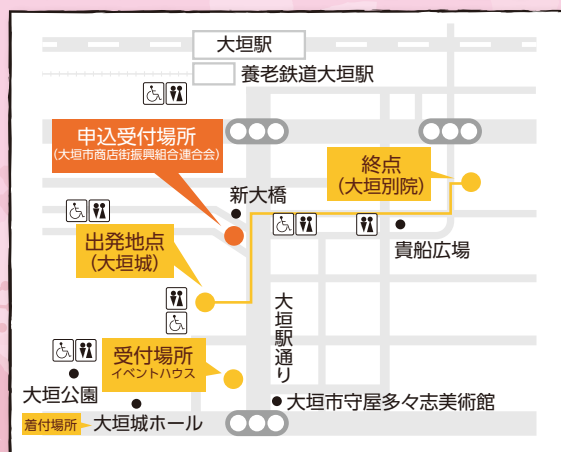 大垣駅
養老鉄道大垣駅
申込受付場所
(大垣市商店街振興組合連合会)
終点
(大垣別院)
新大橋
出発地点
(大垣城)
貴船広場
大垣駅通り
受付場所
イベントハウス
大垣公園
大垣市守屋多々志美術館
着付場所
大垣城ホール